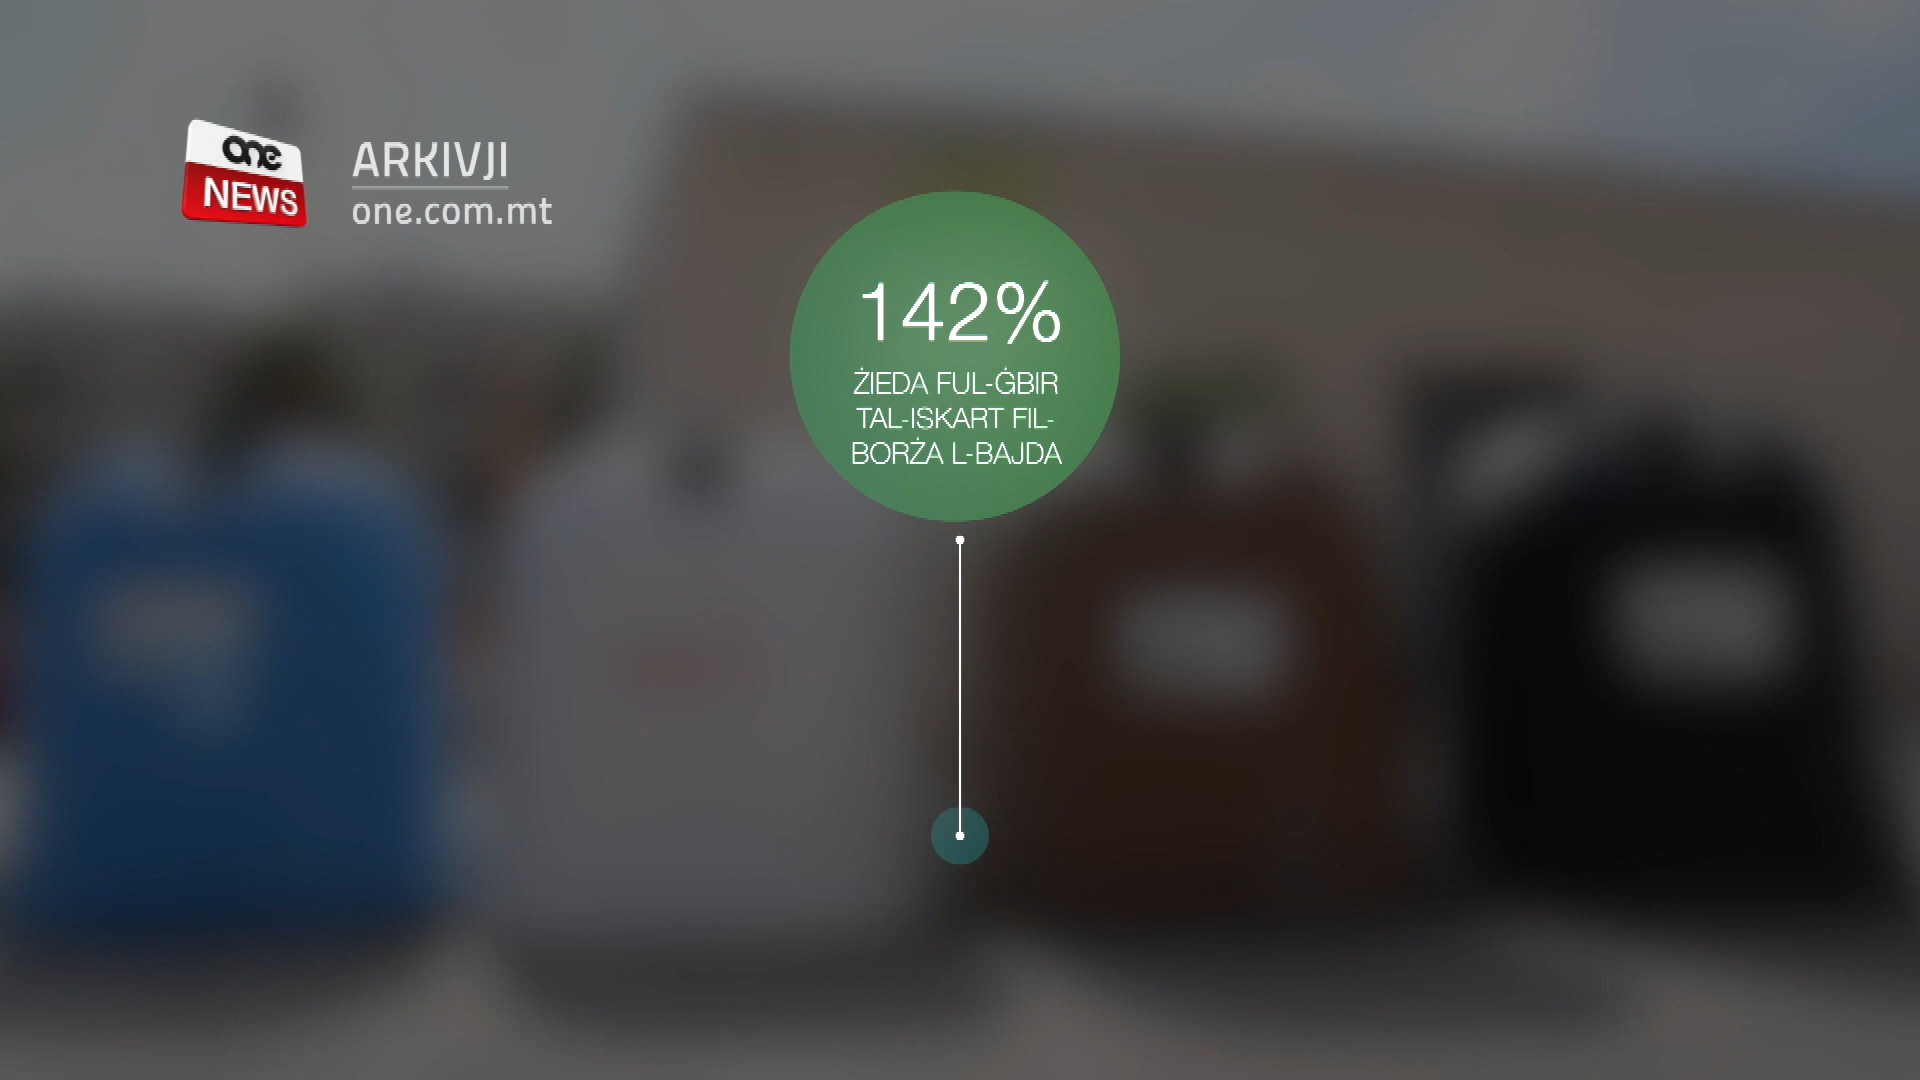 one
NEWS
ARKIVJI
one.com.mt
142%
ŻIEDA FUL-ĠBIR
TAL-ISKART FIL-
BORŻA L-BAJDA